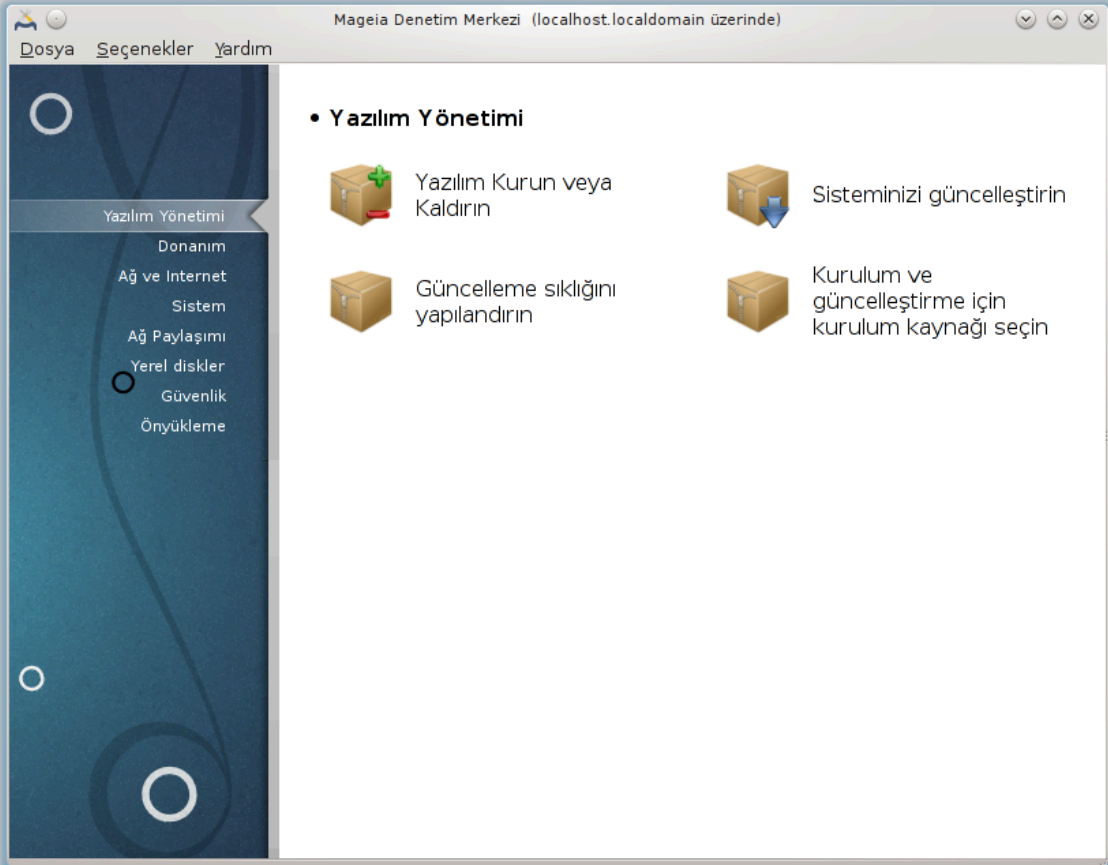 Mageia Denetim Merkezi (localhost.localdomain üzerinde)
Dosya Seçenekler Yardım
Yazılım Yönetimi
Donanım
Ağ ve Internet
Sistem
Ağ Paylaşımı
Yerel diskler
Güvenlik
Önyükleme
• Yazılım Yönetimi
Yazılım Kurun veya
Kaldırın
Sisteminizi güncelleştirin
Güncelleme sıklığını
yapılandırın
Kurulum ve
güncelleştirme için
kurulum kaynağı seçin